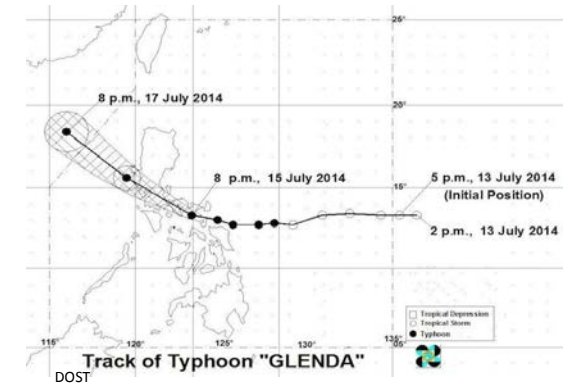 25°
8 p.m., 17 July 2014
20°
8 p.m., 15 July 2014
5 p.m., 13 July 2014
15°
(Initial Position)
2 p.m., 13 July 2014
Tropical Depression
Tropical Storm
Typhoon
115°
120°
125°
130°
135°
Track of Typhoon "GLENDA"
DOST